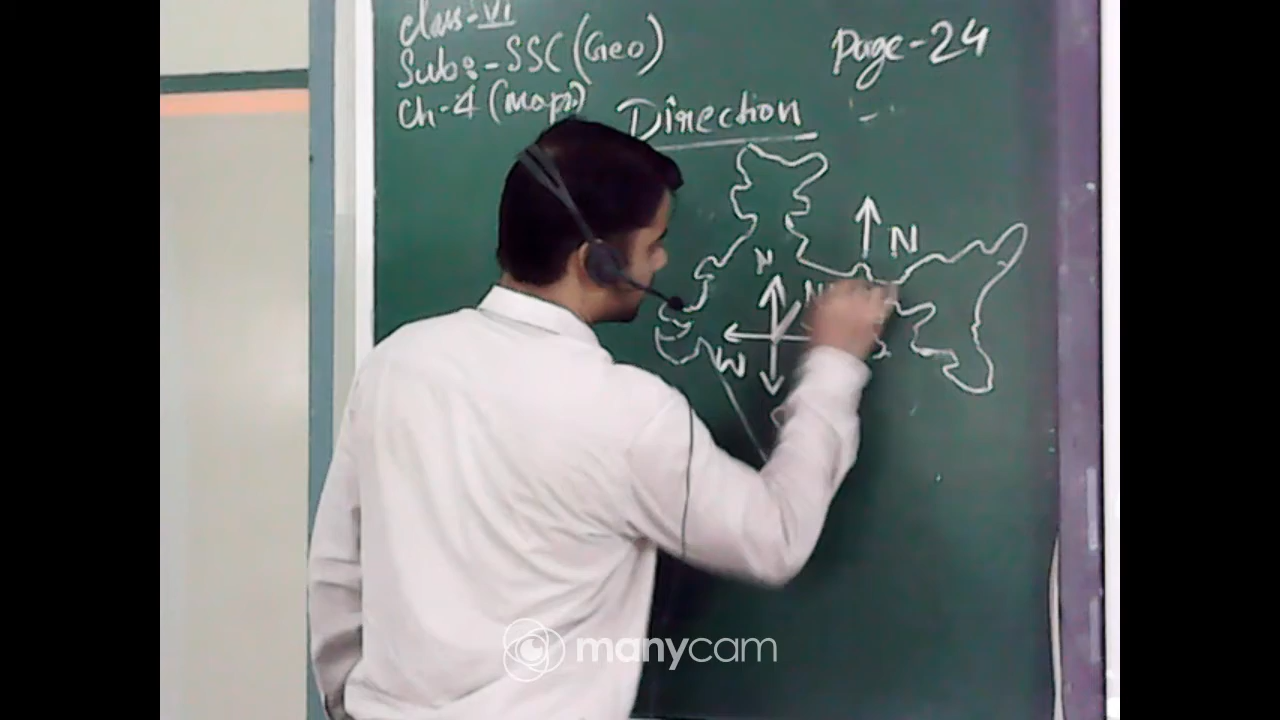 Class-VI
Sub:-SSC (Geo)
Page-24
Ch-4 (maps)
Direction
N
N
N
W
manycam